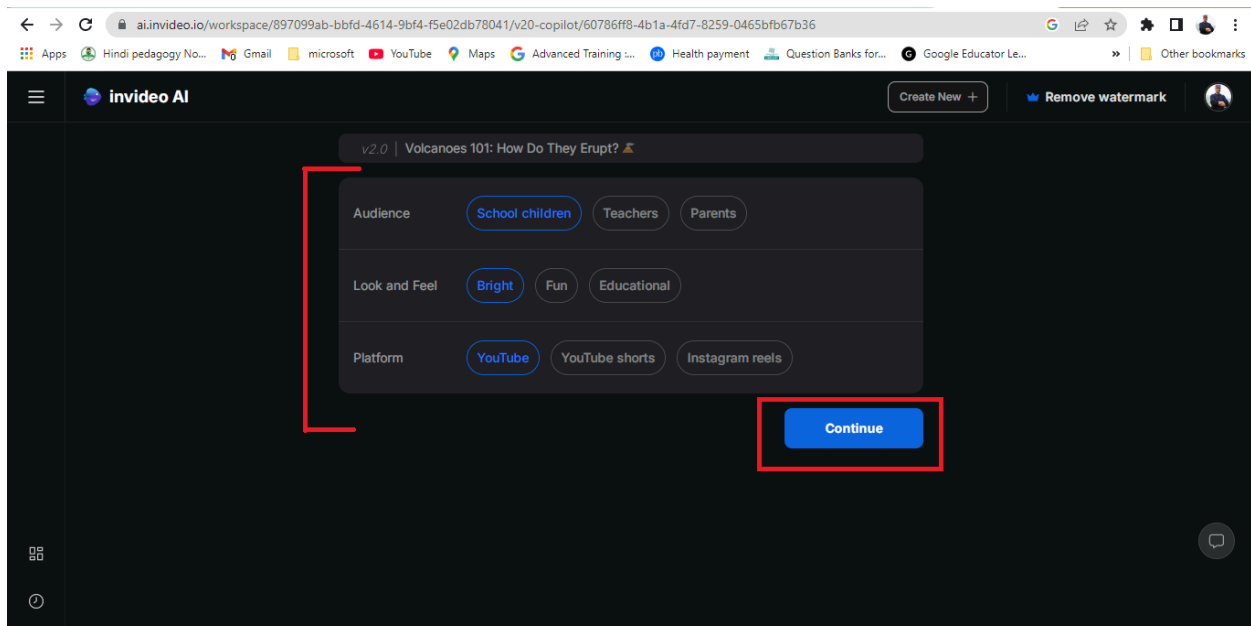 ai.invideo.io/workspace/897099ab-bbfd-4614-9bf4-f5e02db78041/v20-copilot/60786ff8-4b1a-4fd7-8259-0465bfb67b36
Apps Hindi pedagogy No... Gmail microsoft YouTube Maps Advanced Training :... Health payment Question Banks for... Google Educator Le... » Other bookmarks
invideo AI Create New + Remove watermark
v2.0 | Volcanoes 101: How Do They Erupt? 🌋
Audience School children Teachers Parents
Look and Feel Bright Fun Educational
Platform YouTube YouTube shorts Instagram reels
Continue